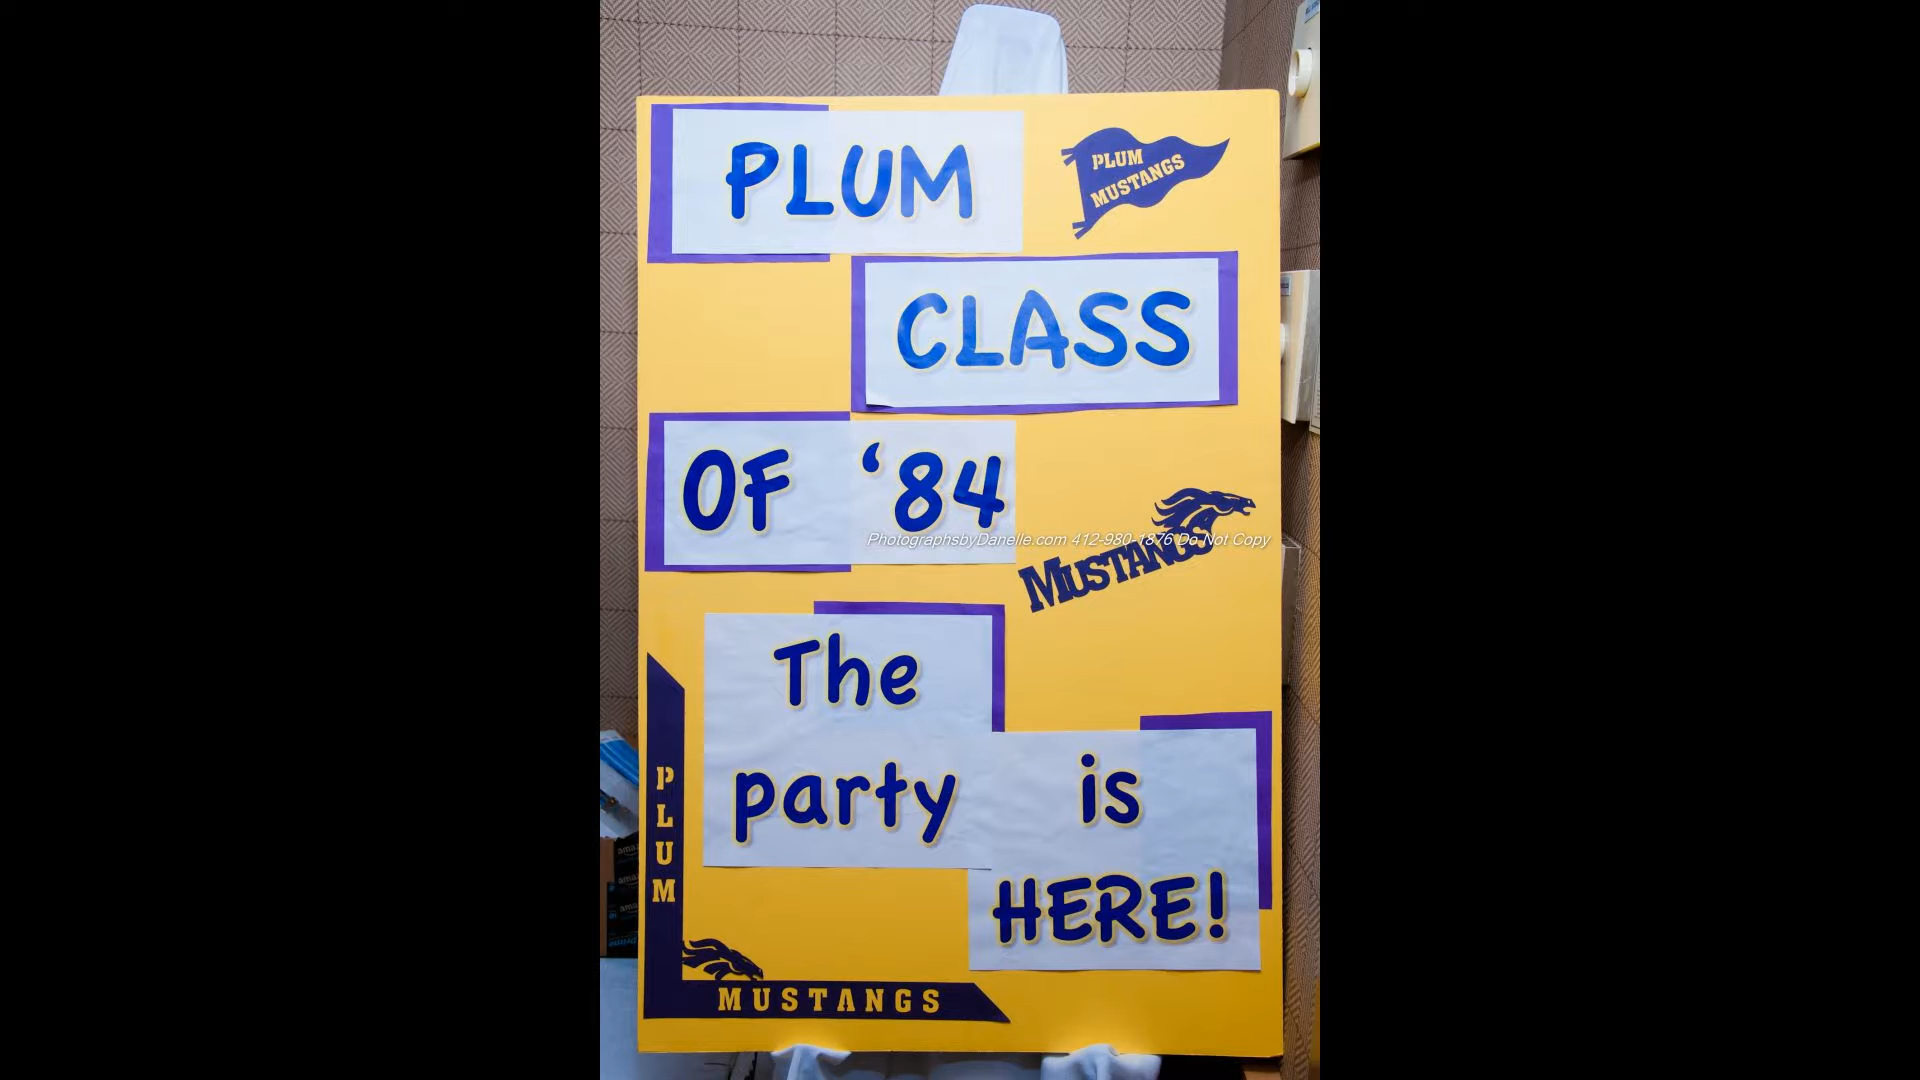 PLUM
PLUM
MUSTANGS
CLASS
OF ‘84
PhotographsbyDanelle.com 412-980-1876 Do Not Copy
MUSTANGS
The
party is
HERE!
PLUM
MUSTANGS